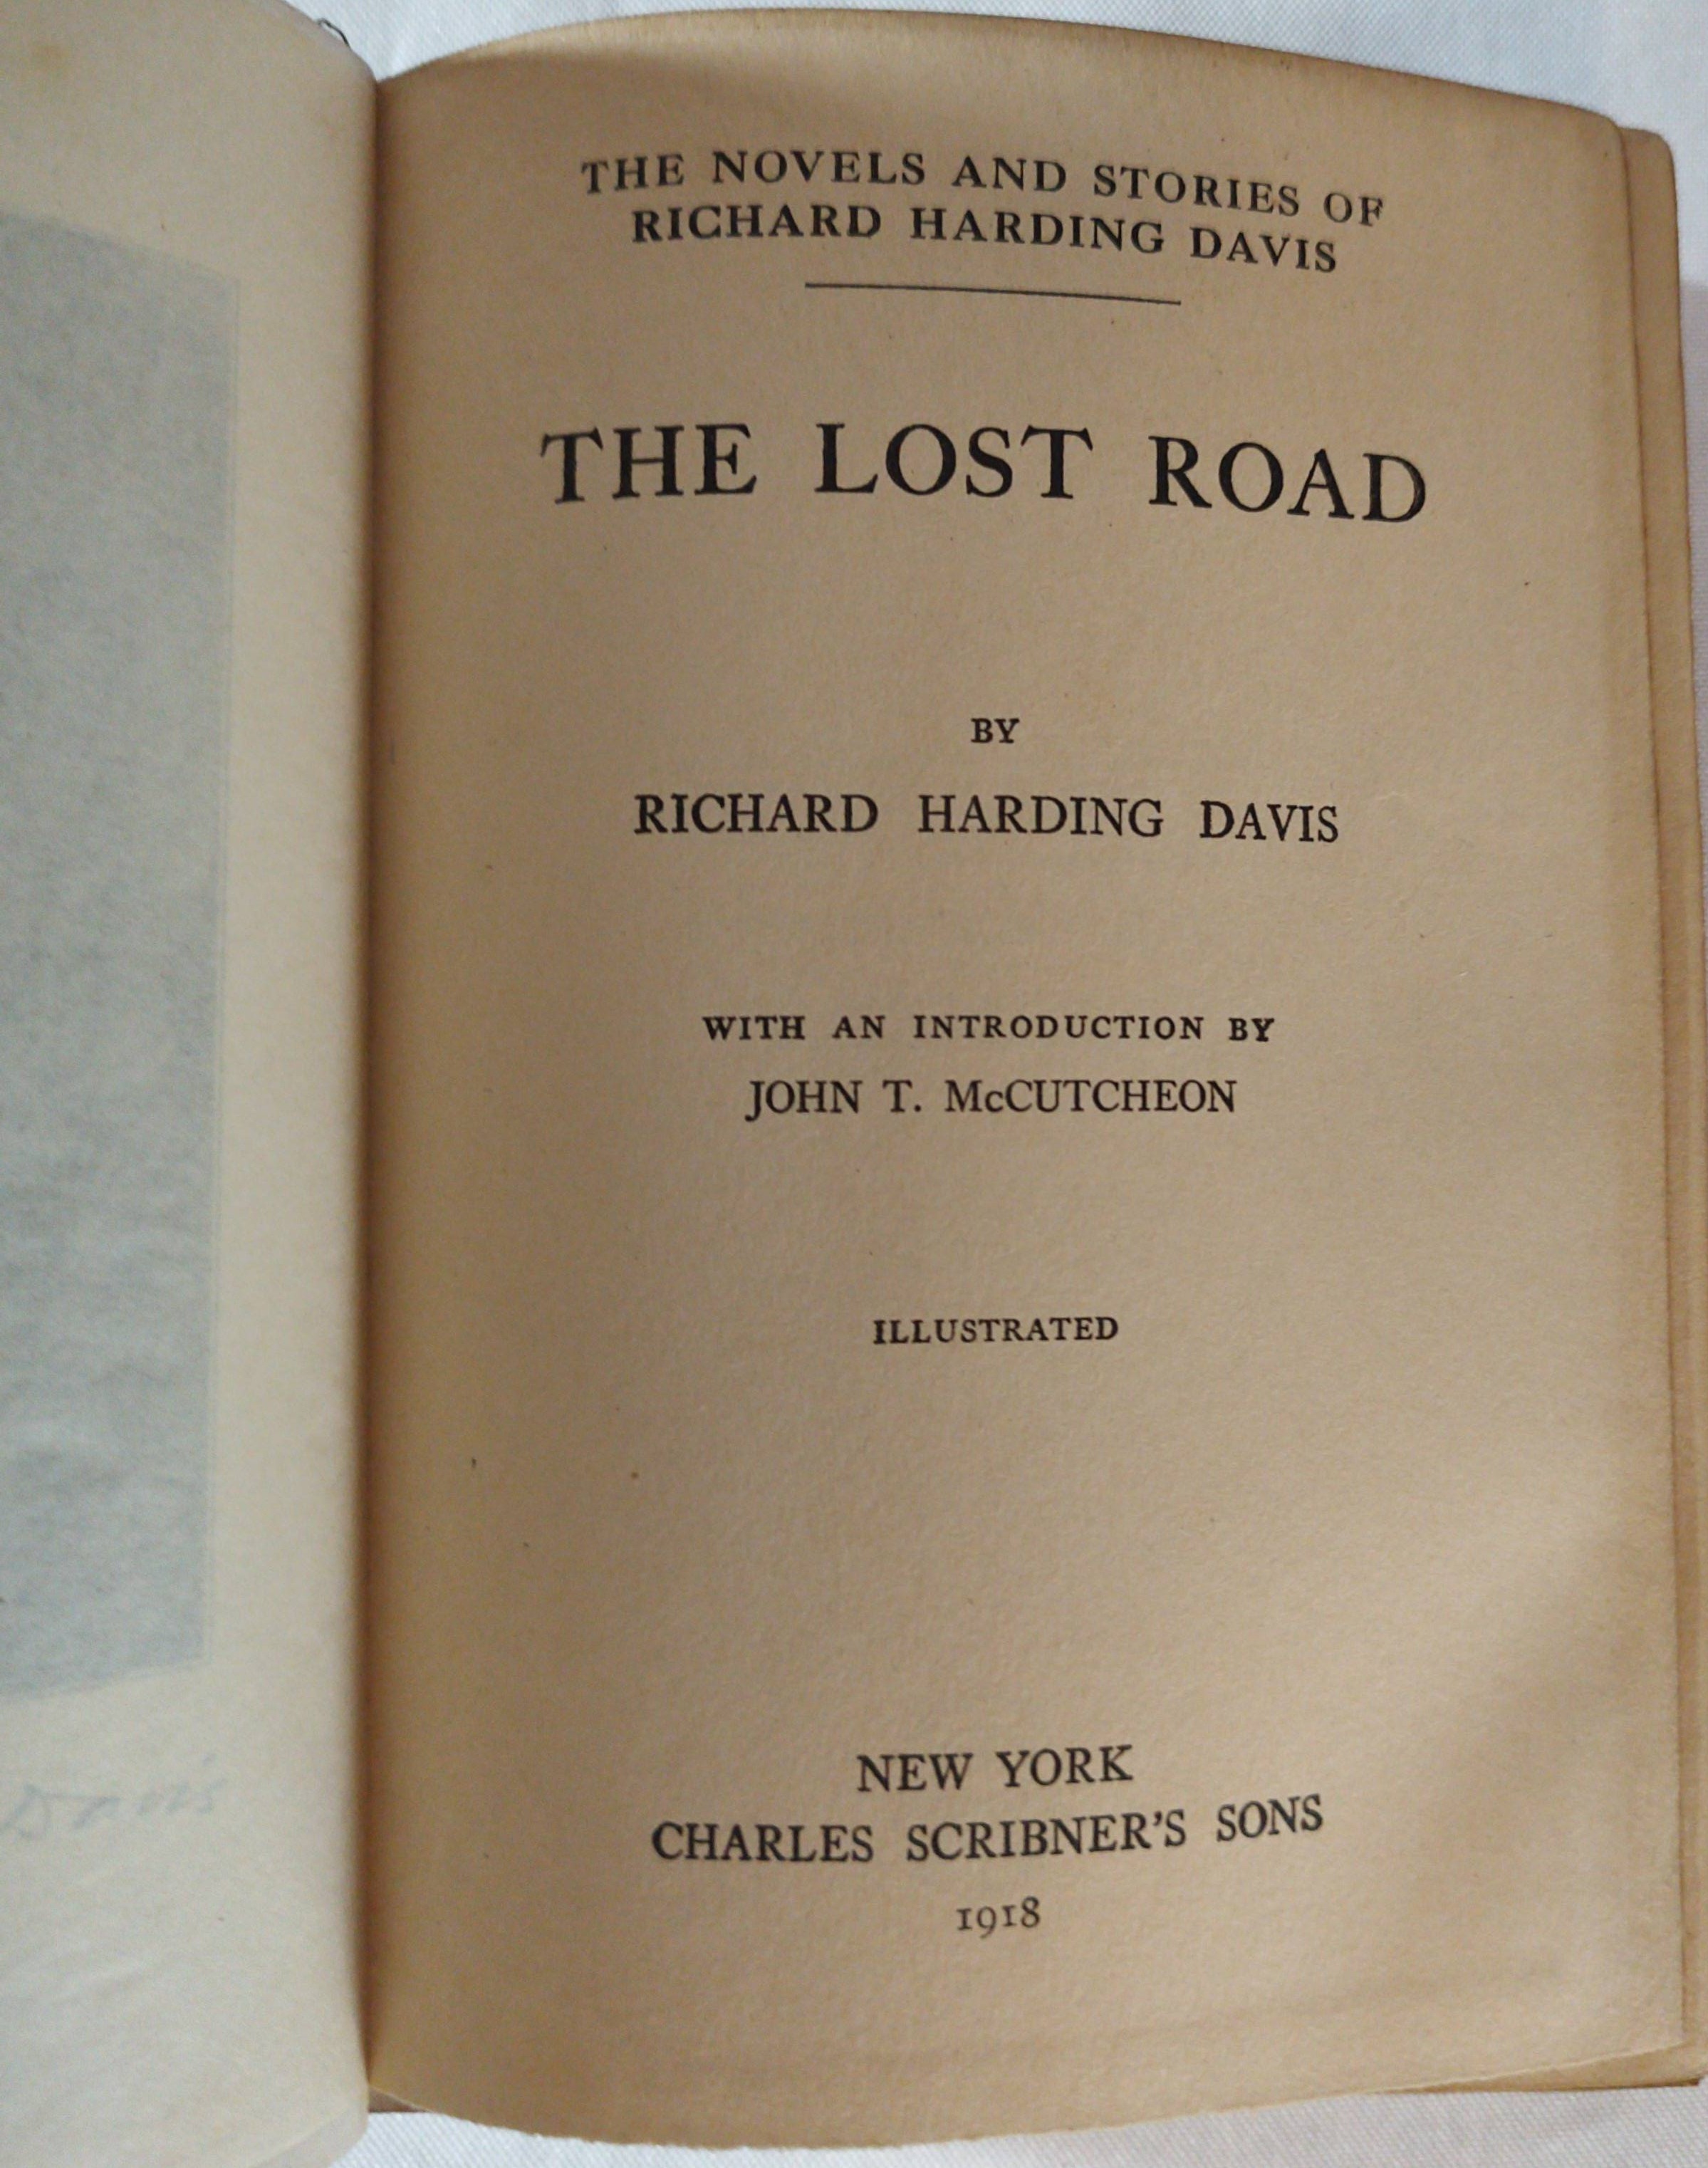 THE NOVELS AND STORIES OF
RICHARD HARDING DAVIS
THE LOST ROAD
BY
RICHARD HARDING DAVIS
WITH AN INTRODUCTION BY
JOHN T. McCUTCHEON
ILLUSTRATED
NEW YORK
CHARLES SCRIBNER'S SONS
1918
Davis